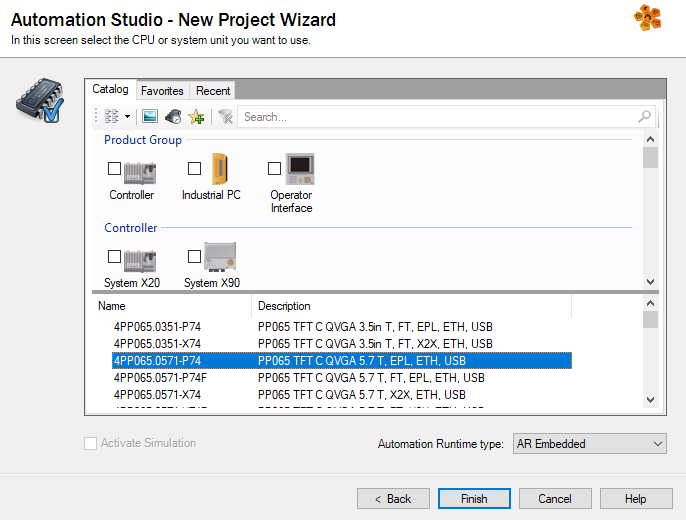 Automation Studio - New Project Wizard
In this screen select the CPU or system unit you want to use.
Catalog Favorites Recent
Search...
Product Group
Controller Industrial PC Operator
Interface
Controller
System X20 System X90
Name Description
4PP065.0351-P74 PP065 TFT C QVGA 3.5in T, FT, EPL, ETH, USB
4PP065.0351-X74 PP065 TFT C QVGA 3.5in T, FT, X2X, ETH, USB
4PP065.0571-P74 PP065 TFT C QVGA 5.7 T, EPL, ETH, USB
4PP065.0571-P74F PP065 TFT C QVGA 5.7 T, FT, EPL, ETH, USB
4PP065.0571-X74 PP065 TFT C QVGA 5.7 T, X2X, ETH, USB
Activate Simulation Automation Runtime type: AR Embedded
< Back Finish Cancel Help